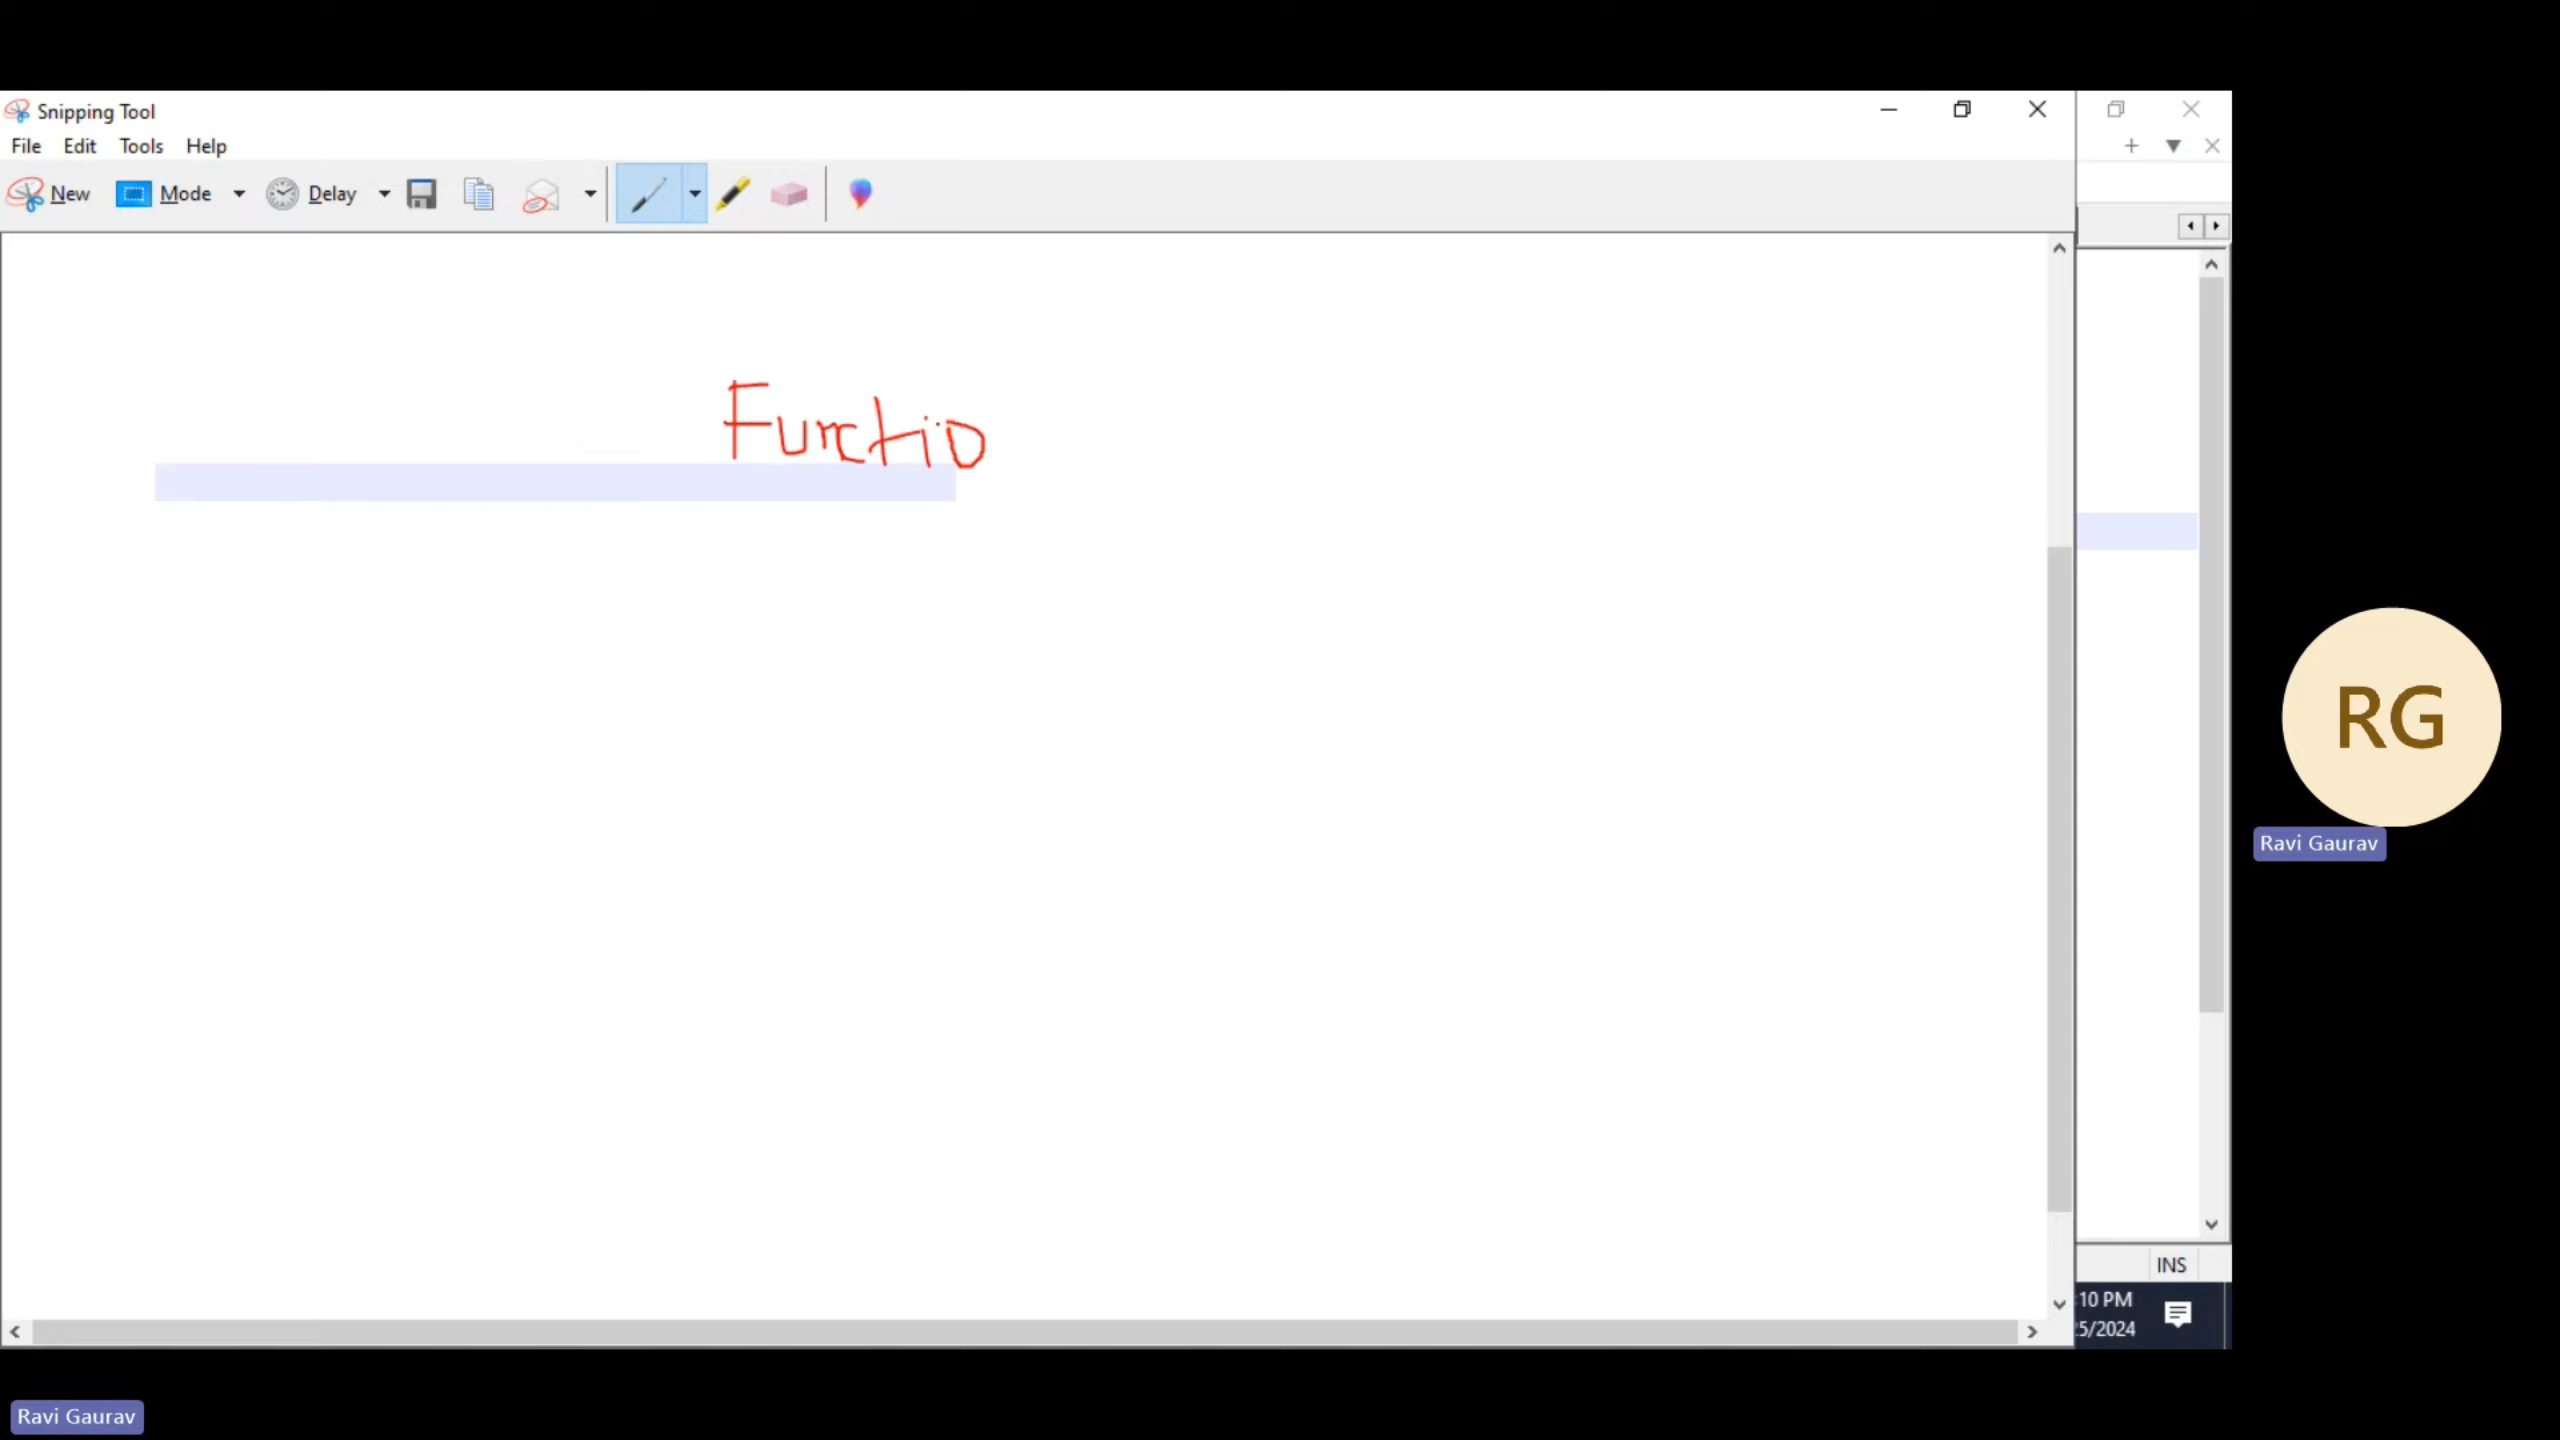 Snipping Tool
File Edit Tools Help
New Mode Delay
Functio
RG
Ravi Gaurav
INS
:10 PM
25/2024
Ravi Gaurav